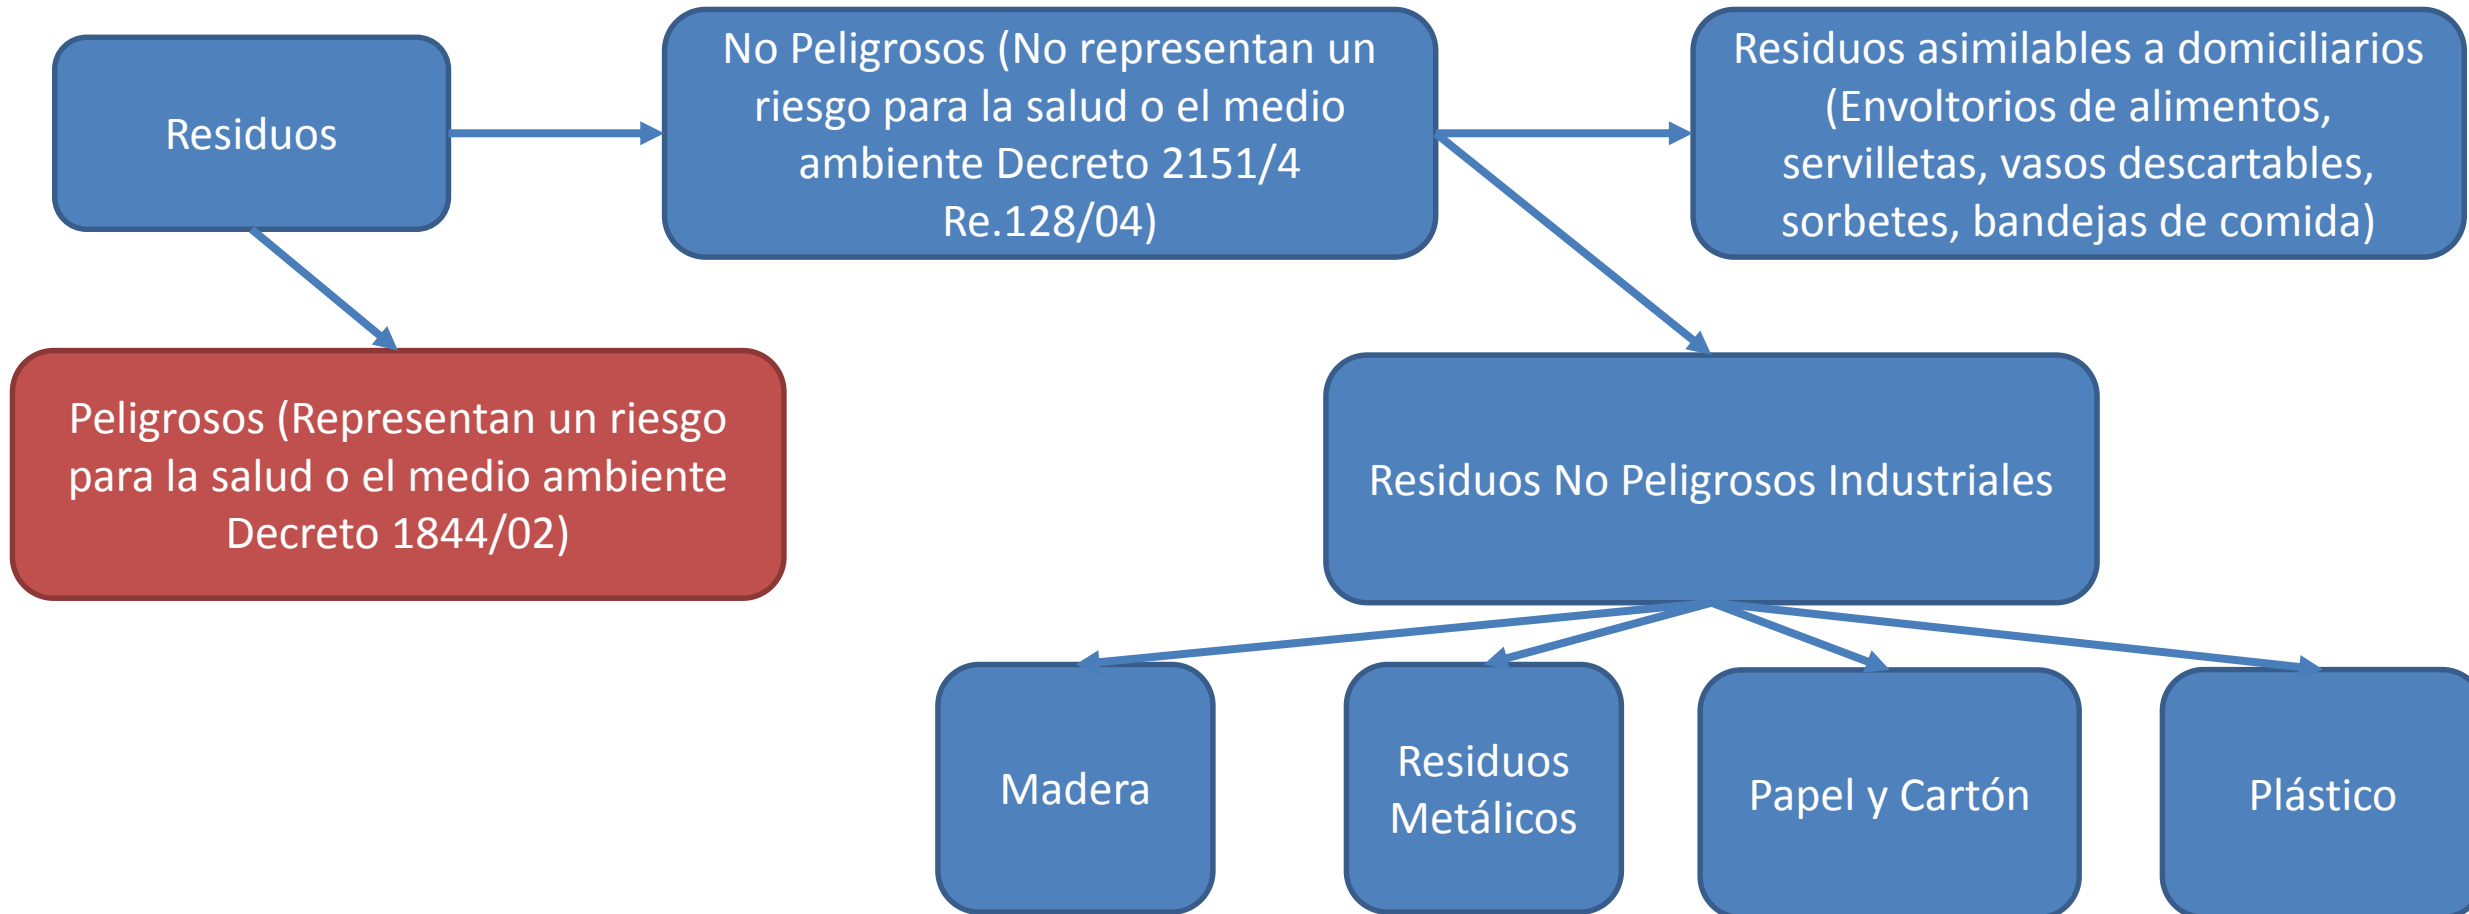 Residuos
No Peligrosos (No representan un
riesgo para la salud o el medio
ambiente Decreto 2151/4
Re.128/04)
Residuos asimilables a domiciliarios
(Envoltorios de alimentos,
servilletas, vasos descartables,
sorbetes, bandejas de comida)
Peligrosos (Representan un riesgo
para la salud o el medio ambiente
Decreto 1844/02)
Residuos No Peligrosos Industriales
Madera
Residuos
Metálicos
Papel y Cartón
Plástico